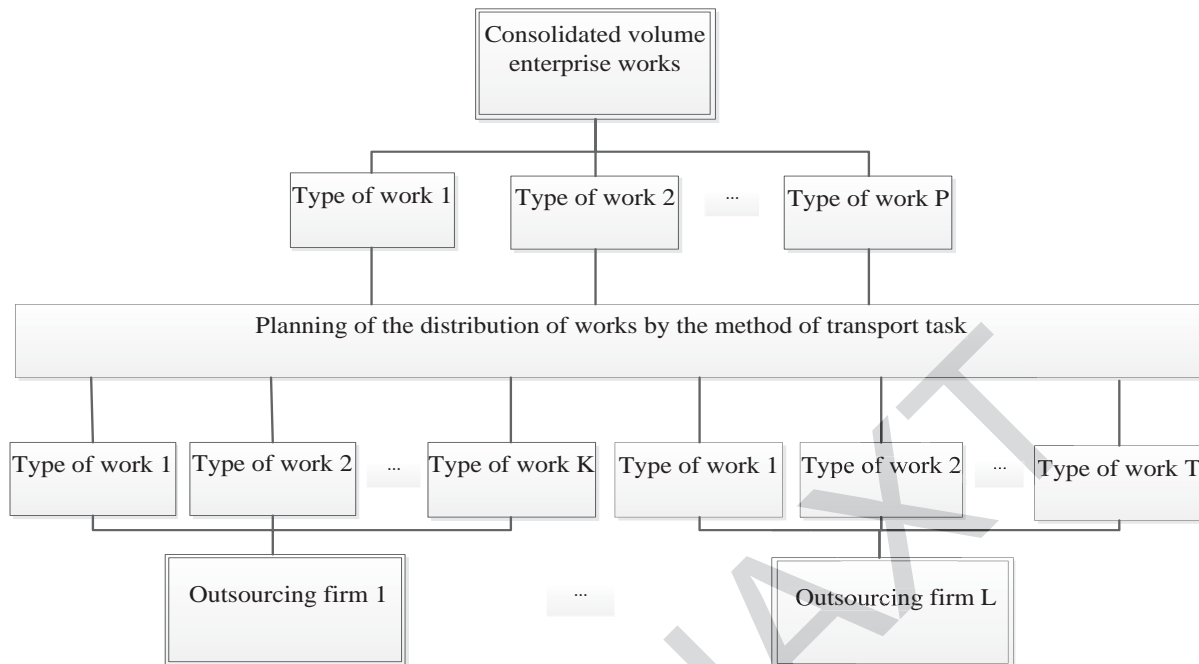 Consolidated volume
enterprise works
Type of work 1
Type of work 2
...
Type of work P
Planning of the distribution of works by the method of transport task
Type of work 1
Type of work 2
...
Type of work K
Type of work 1
Type of work 2
...
Type of work T
Outsourcing firm 1
...
Outsourcing firm L